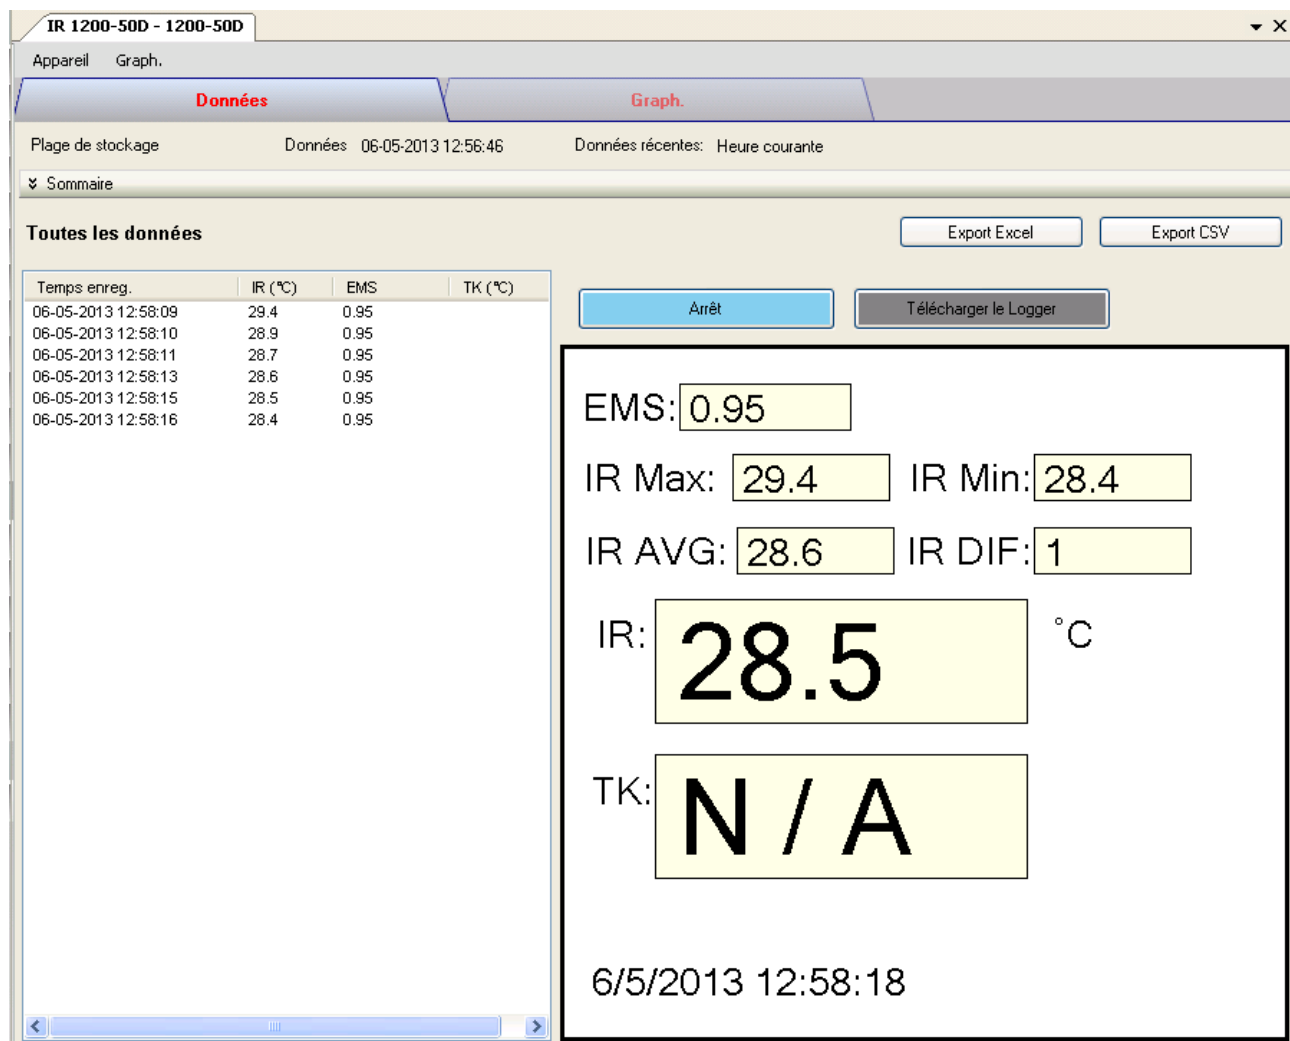 IR 1200-50D - 1200-50D
Appareil Graph.
Données Graph.
Plage de stockage Données 06-05-2013 12:56:46 Données récentes: Heure courante
Sommaire
Toutes les données Export Excel Export CSV
Temps enreg. IR (°C) EMS TK (°C)
06-05-2013 12:58:09 29.4 0.95
06-05-2013 12:58:10 28.9 0.95
06-05-2013 12:58:11 28.7 0.95
06-05-2013 12:58:13 28.6 0.95
06-05-2013 12:58:15 28.5 0.95
06-05-2013 12:58:16 28.4 0.95
Arrêt Télécharger le Logger
EMS: 0.95
IR Max: 29.4 IR Min: 28.4
IR AVG: 28.6 IR DIF: 1
IR: 28.5 °C
TK: N / A
6/5/2013 12:58:18